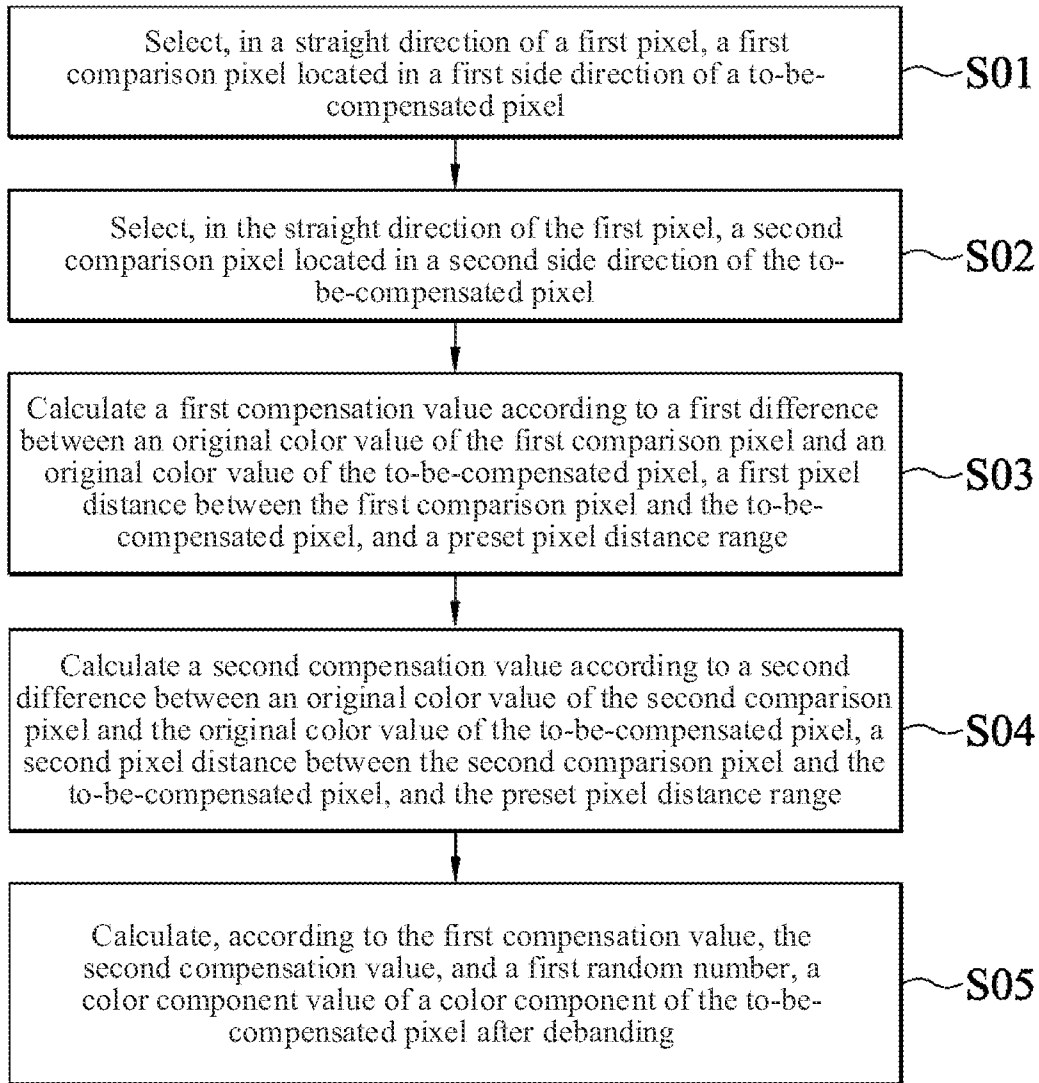 Select, in a straight direction of a first pixel, a first
comparison pixel located in a first side direction of a to-be-
compensated pixel
S01
Select, in the straight direction of the first pixel, a second
comparison pixel located in a second side direction of the to-
be-compensated pixel
S02
Calculate a first compensation value according to a first difference
between an original color value of the first comparison pixel and an
original color value of the to-be-compensated pixel, a first pixel
distance between the first comparison pixel and the to-be-
compensated pixel, and a preset pixel distance range
S03
Calculate a second compensation value according to a second
difference between an original color value of the second comparison
pixel and the original color value of the to-be-compensated pixel, a
second pixel distance between the second comparison pixel and the
to-be-compensated pixel, and the preset pixel distance range
S04
Calculate, according to the first compensation value, the
second compensation value, and a first random number, a
color component value of a color component of the to-be-
compensated pixel after debanding
S05